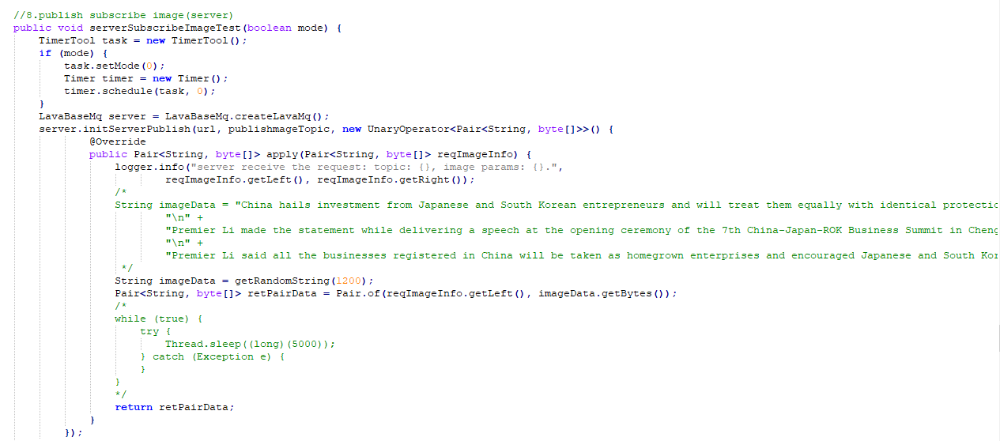 //8.publish subscribe image(server)
public void serverSubscribeImageTest(boolean mode) {
TimerTool task = new TimerTool();
if (mode) {
task.setMode(0);
Timer timer = new Timer();
timer.schedule(task, 0);
}
LavaBaseMq server = LavaBaseMq.createLavaMq();
server.initServerPublish(url, publishmageTopic, new UnaryOperator<Pair<String, byte[]>>() {
@Override
public Pair<String, byte[]> apply(Pair<String, byte[]> reqImageInfo) {
logger.info("server receive the request: topic: {}, image params: {}.",
reqImageInfo.getLeft(), reqImageInfo.getRight());
/*
String imageData = "China hails investment from Japanese and South Korean entrepreneurs and will treat them equally with identical protectic
"\n" +
"Premier Li made the statement while delivering a speech at the opening ceremony of the 7th China-Japan-ROK Business Summit in Cheng
"\n" +
"Premier Li said all the businesses registered in China will be taken as homegrown enterprises and encouraged Japanese and South Kor
*/
String imageData = getRandomString(1200);
Pair<String, byte[]> retPairData = Pair.of(reqImageInfo.getLeft(), imageData.getBytes());
/*
while (true) {
try {
Thread.sleep((long)(5000));
} catch (Exception e) {
}
}
*/
return retPairData;
}
});